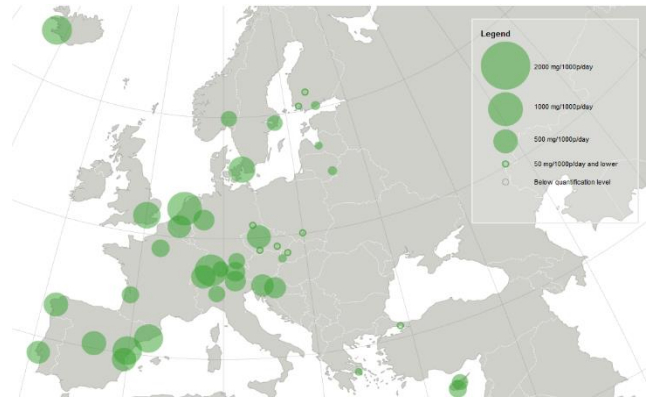 Legend
2000 mg/1000p/day
1000 mg/1000p/day
500 mg/1000p/day
50 mg/1000p/day and lower
Below quantification level